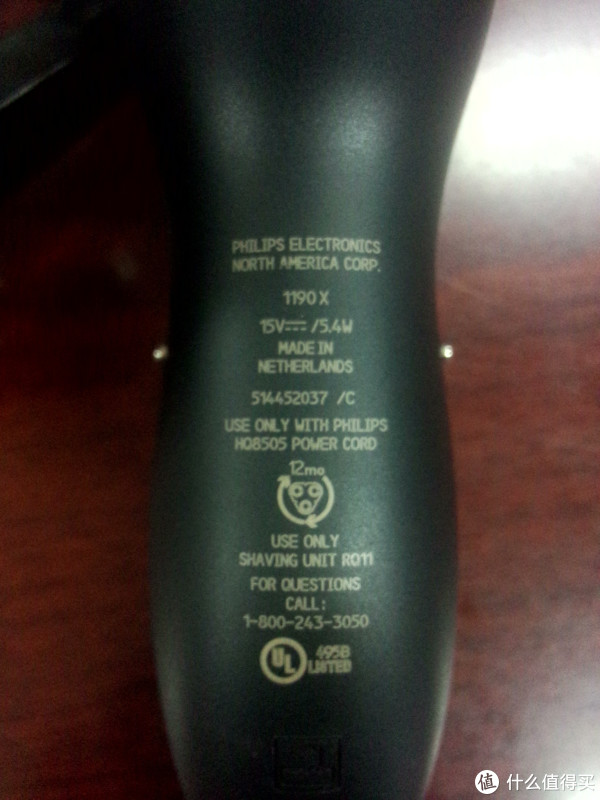 PHILIPS ELECTRONICS
NORTH AMERICA CORP.
1190 X
15V⎓ /5.4W
MADE IN
NETHERLANDS
514452037 /C
USE ONLY WITH PHILIPS
HQ8505 POWER CORD
12mo
USE ONLY
SHAVING UNIT RQ11
FOR QUESTIONS
CALL:
1-800-243-3050
UL 495B
LISTED
值 什么值得买